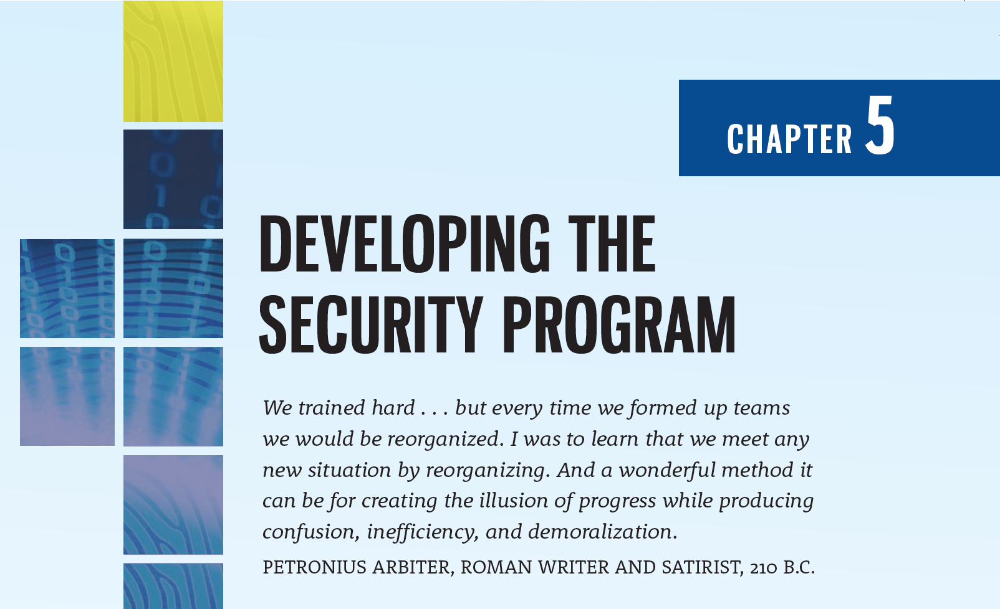 CHAPTER 5
DEVELOPING THE
SECURITY PROGRAM
We trained hard . . . but every time we formed up teams
we would be reorganized. I was to learn that we meet any
new situation by reorganizing. And a wonderful method it
can be for creating the illusion of progress while producing
confusion, inefficiency, and demoralization.
PETRONIUS ARBITER, ROMAN WRITER AND SATIRIST, 210 B.C.